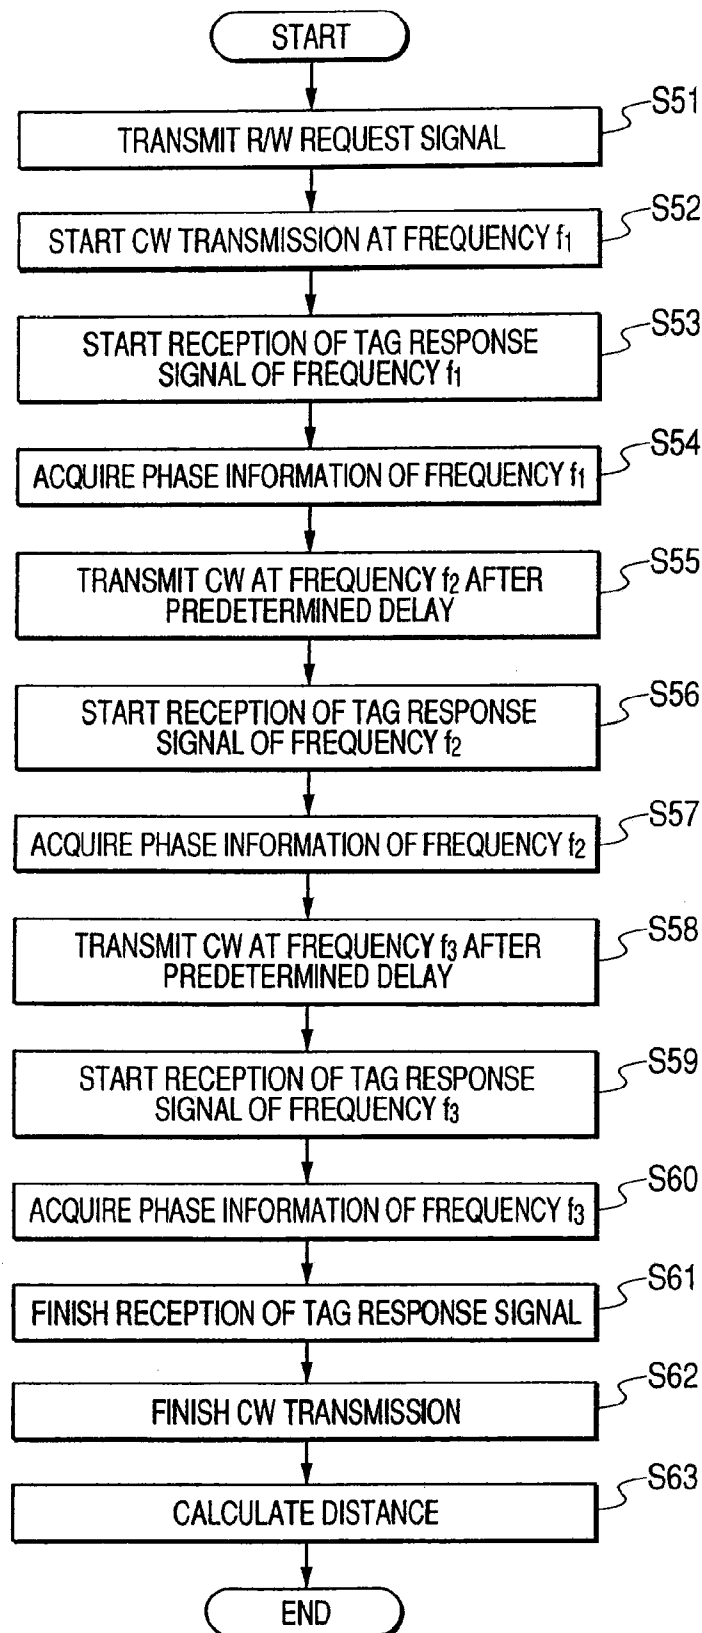 START
S51
TRANSMIT R/W REQUEST SIGNAL
S52
START CW TRANSMISSION AT FREQUENCY f1
S53
START RECEPTION OF TAG RESPONSE
SIGNAL OF FREQUENCY f1
S54
ACQUIRE PHASE INFORMATION OF FREQUENCY f1
S55
TRANSMIT CW AT FREQUENCY f2 AFTER
PREDETERMINED DELAY
S56
START RECEPTION OF TAG RESPONSE
SIGNAL OF FREQUENCY f2
S57
ACQUIRE PHASE INFORMATION OF FREQUENCY f2
S58
TRANSMIT CW AT FREQUENCY f3 AFTER
PREDETERMINED DELAY
S59
START RECEPTION OF TAG RESPONSE
SIGNAL OF FREQUENCY f3
S60
ACQUIRE PHASE INFORMATION OF FREQUENCY f3
S61
FINISH RECEPTION OF TAG RESPONSE SIGNAL
S62
FINISH CW TRANSMISSION
S63
CALCULATE DISTANCE
END